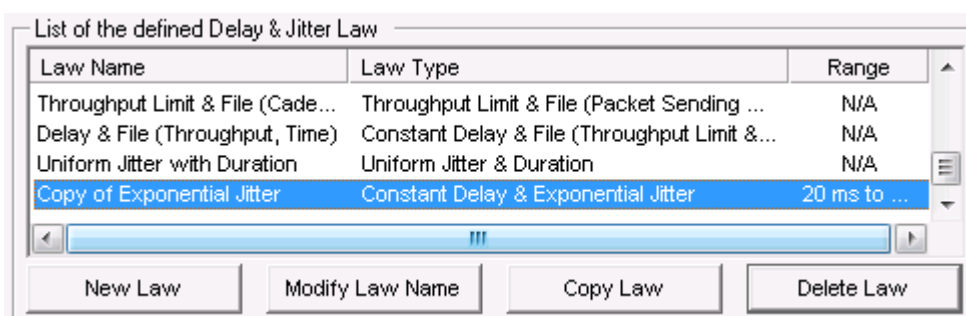 List of the defined Delay & Jitter Law
Law Name Law Type Range
Throughput Limit & File (Cade... Throughput Limit & File (Packet Sending ... N/A
Delay & File (Throughput, Time) Constant Delay & File (Throughput Limit &... N/A
Uniform Jitter with Duration Uniform Jitter & Duration N/A
Copy of Exponential Jitter Constant Delay & Exponential Jitter 20 ms to ...
New Law Modify Law Name Copy Law Delete Law